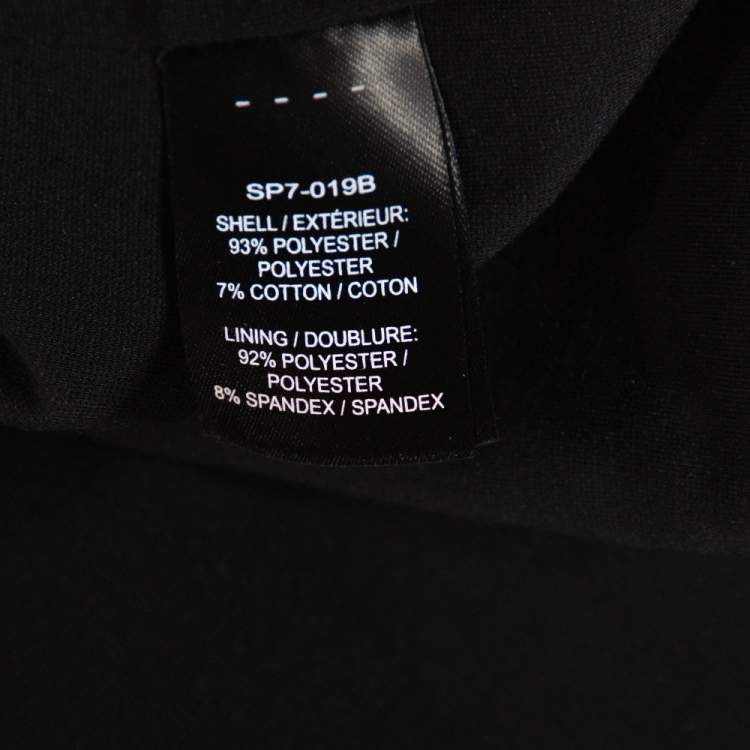 - - - -
SP7-019B
SHELL / EXTÉRIEUR:
93% POLYESTER /
POLYESTER
7% COTTON / COTON
LINING / DOUBLURE:
92% POLYESTER /
POLYESTER
8% SPANDEX / SPANDEX